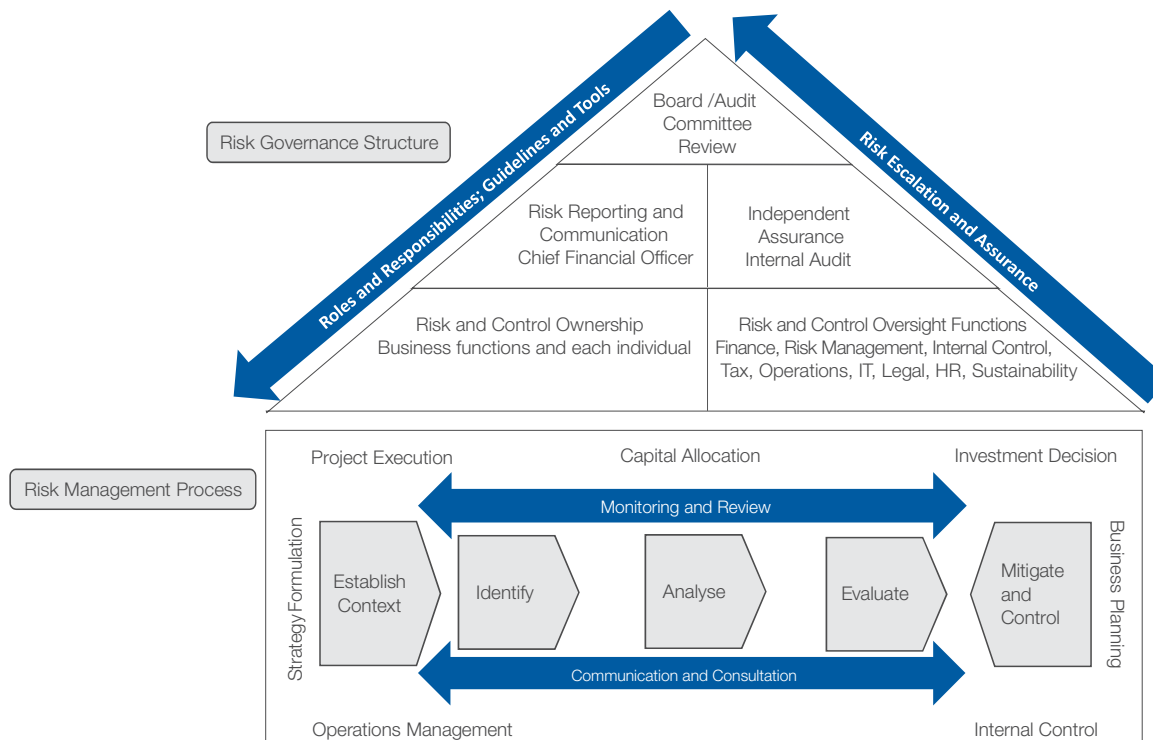 Board /Audit
Committee
Review
Risk Governance Structure
Roles and Responsibilities; Guidelines and Tools
Risk Escalation and Assurance
Risk Reporting and
Communication
Chief Financial Officer
Independent
Assurance
Internal Audit
Risk and Control Ownership
Business functions and each individual
Risk and Control Oversight Functions
Finance, Risk Management, Internal Control,
Tax, Operations, IT, Legal, HR, Sustainability
Risk Management Process
Project Execution
Capital Allocation
Investment Decision
Monitoring and Review
Strategy Formulation
Establish
Context
Identify
Analyse
Evaluate
Mitigate
and
Control
Business Planning
Communication and Consultation
Operations Management
Internal Control